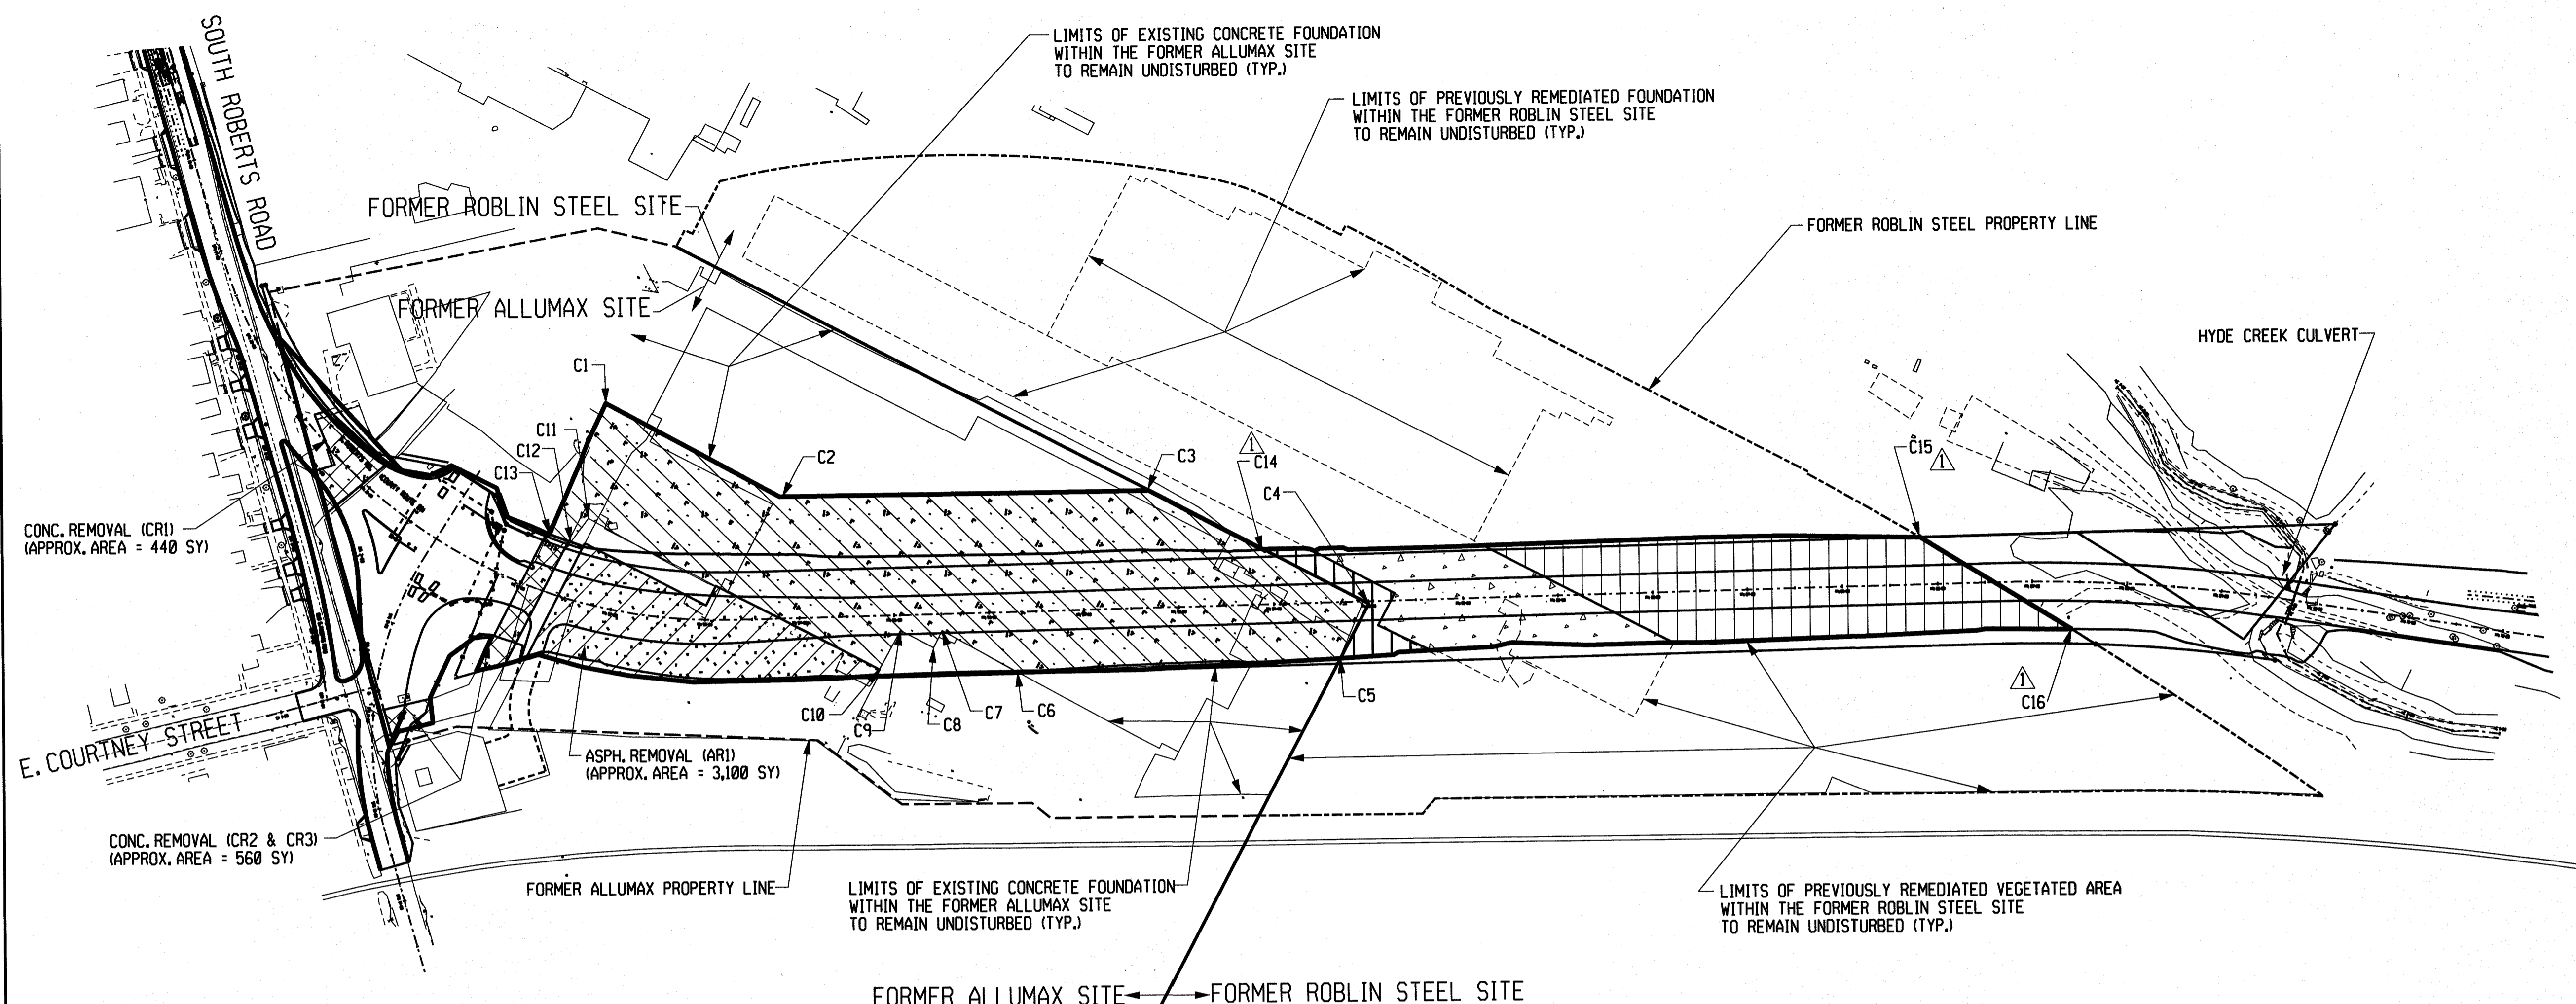 SOUTH ROBERTS ROAD
LIMITS OF EXISTING CONCRETE FOUNDATION
WITHIN THE FORMER ALLUMAX SITE
TO REMAIN UNDISTURBED (TYP.)
LIMITS OF PREVIOUSLY REMEDIATED FOUNDATION
WITHIN THE FORMER ROBLIN STEEL SITE
TO REMAIN UNDISTURBED (TYP.)
FORMER ROBLIN STEEL SITE
FORMER ROBLIN STEEL PROPERTY LINE
FORMER ALLUMAX SITE
HYDE CREEK CULVERT
C1
C11
C12
C13
C2
C3
1
C14
C4
C15
1
CONC. REMOVAL (CR1)
(APPROX. AREA = 440 SY)
C10
C9
C8
C7
C6
C5
1
C16
E. COURTNEY STREET
ASPH. REMOVAL (AR1)
(APPROX. AREA = 3,100 SY)
CONC. REMOVAL (CR2 & CR3)
(APPROX. AREA = 560 SY)
FORMER ALLUMAX PROPERTY LINE
LIMITS OF EXISTING CONCRETE FOUNDATION
WITHIN THE FORMER ALLUMAX SITE
TO REMAIN UNDISTURBED (TYP.)
LIMITS OF PREVIOUSLY REMEDIATED VEGETATED AREA
WITHIN THE FORMER ROBLIN STEEL SITE
TO REMAIN UNDISTURBED (TYP.)
FORMER ALLUMAX SITE
FORMER ROBLIN STEEL SITE